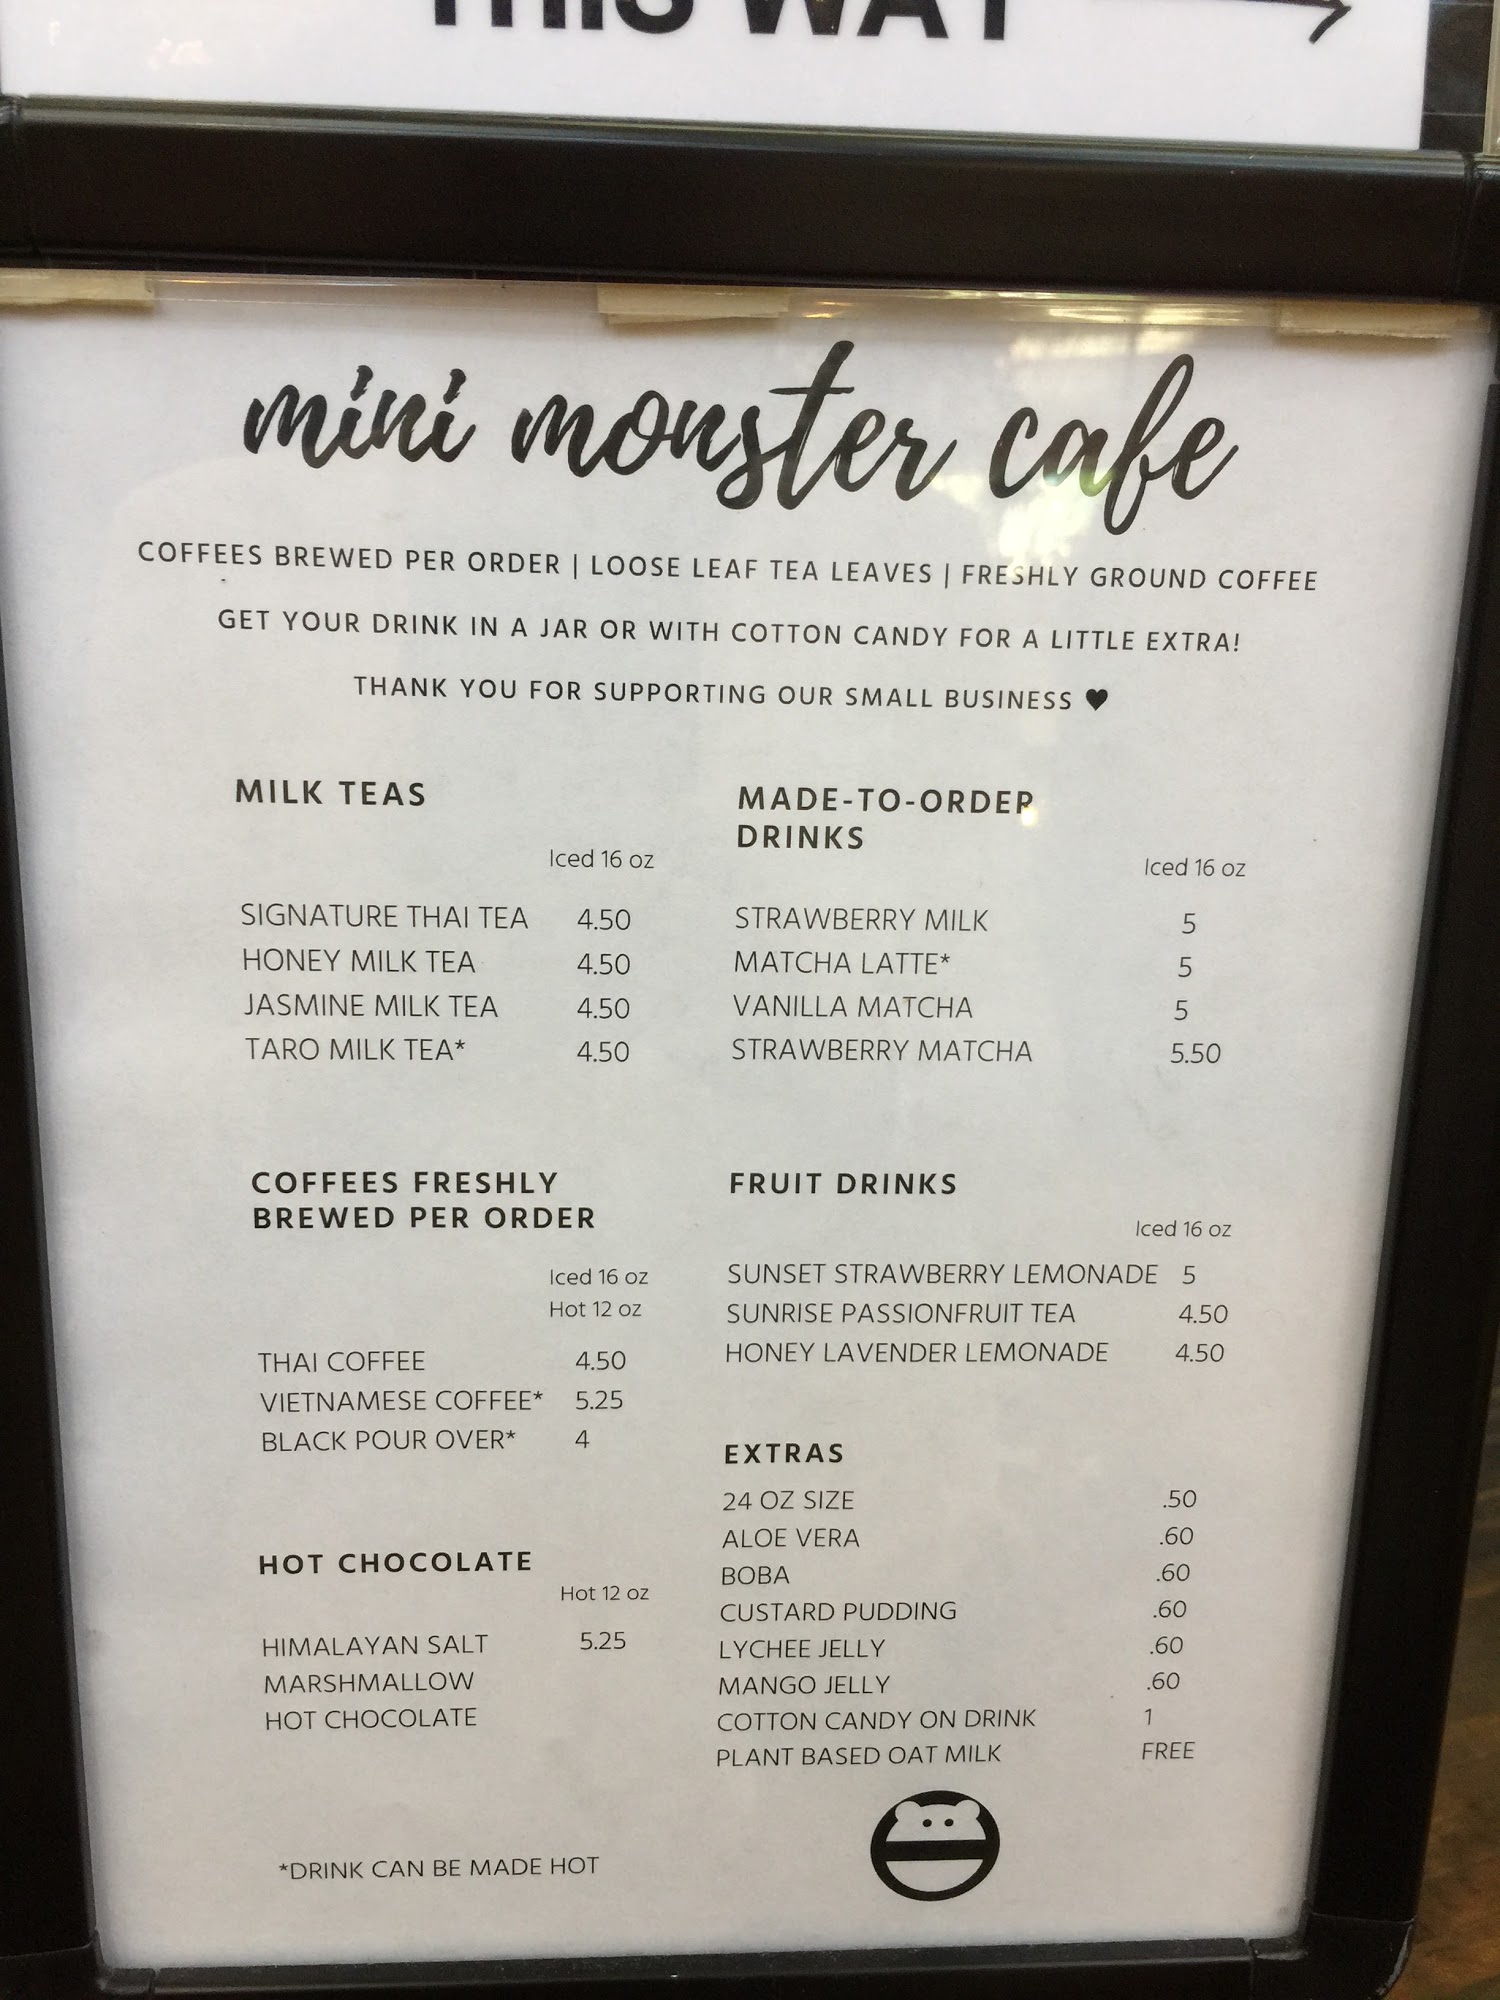 THIS WAY
mini monster cafe
COFFEES BREWED PER ORDER | LOOSE LEAF TEA LEAVES | FRESHLY GROUND COFFEE
GET YOUR DRINK IN A JAR OR WITH COTTON CANDY FOR A LITTLE EXTRA!
THANK YOU FOR SUPPORTING OUR SMALL BUSINESS ♥
MILK TEAS
Iced 16 oz
SIGNATURE THAI TEA 4.50
HONEY MILK TEA 4.50
JASMINE MILK TEA 4.50
TARO MILK TEA* 4.50
COFFEES FRESHLY
BREWED PER ORDER
Iced 16 oz
Hot 12 oz
THAI COFFEE 4.50
VIETNAMESE COFFEE* 5.25
BLACK POUR OVER* 4
HOT CHOCOLATE
Hot 12 oz
HIMALAYAN SALT 5.25
MARSHMALLOW
HOT CHOCOLATE
*DRINK CAN BE MADE HOT
MADE-TO-ORDER
DRINKS
Iced 16 oz
STRAWBERRY MILK 5
MATCHA LATTE* 5
VANILLA MATCHA 5
STRAWBERRY MATCHA 5.50
FRUIT DRINKS
Iced 16 oz
SUNSET STRAWBERRY LEMONADE 5
SUNRISE PASSIONFRUIT TEA 4.50
HONEY LAVENDER LEMONADE 4.50
EXTRAS
24 OZ SIZE .50
ALOE VERA .60
BOBA .60
CUSTARD PUDDING .60
LYCHEE JELLY .60
MANGO JELLY .60
COTTON CANDY ON DRINK 1
PLANT BASED OAT MILK FREE